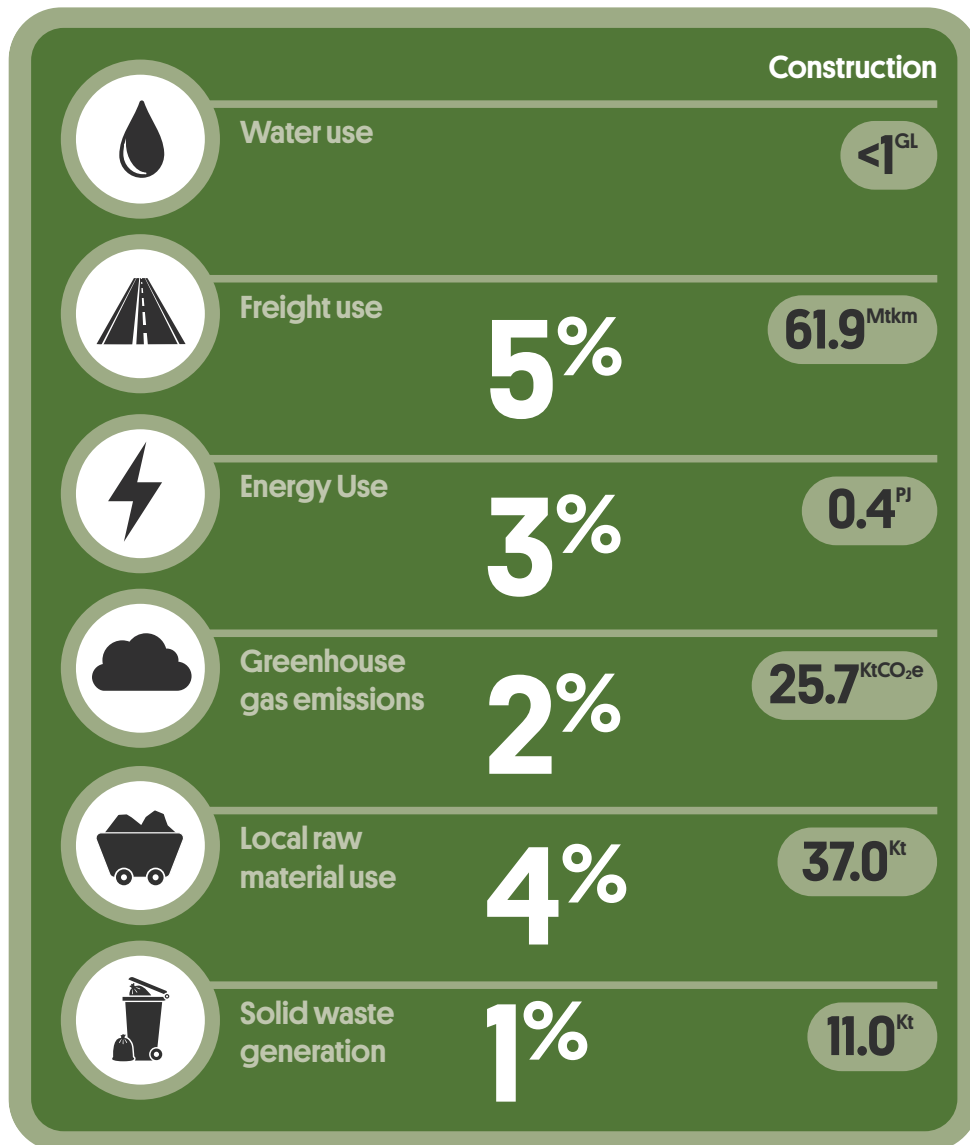 Construction
Water use
<1GL
Freight use
5%
61.9Mtkm
Energy Use
3%
0.4PJ
Greenhouse
gas emissions
2%
25.7KtCO₂e
Local raw
material use
4%
37.0Kt
Solid waste
generation
1%
11.0Kt